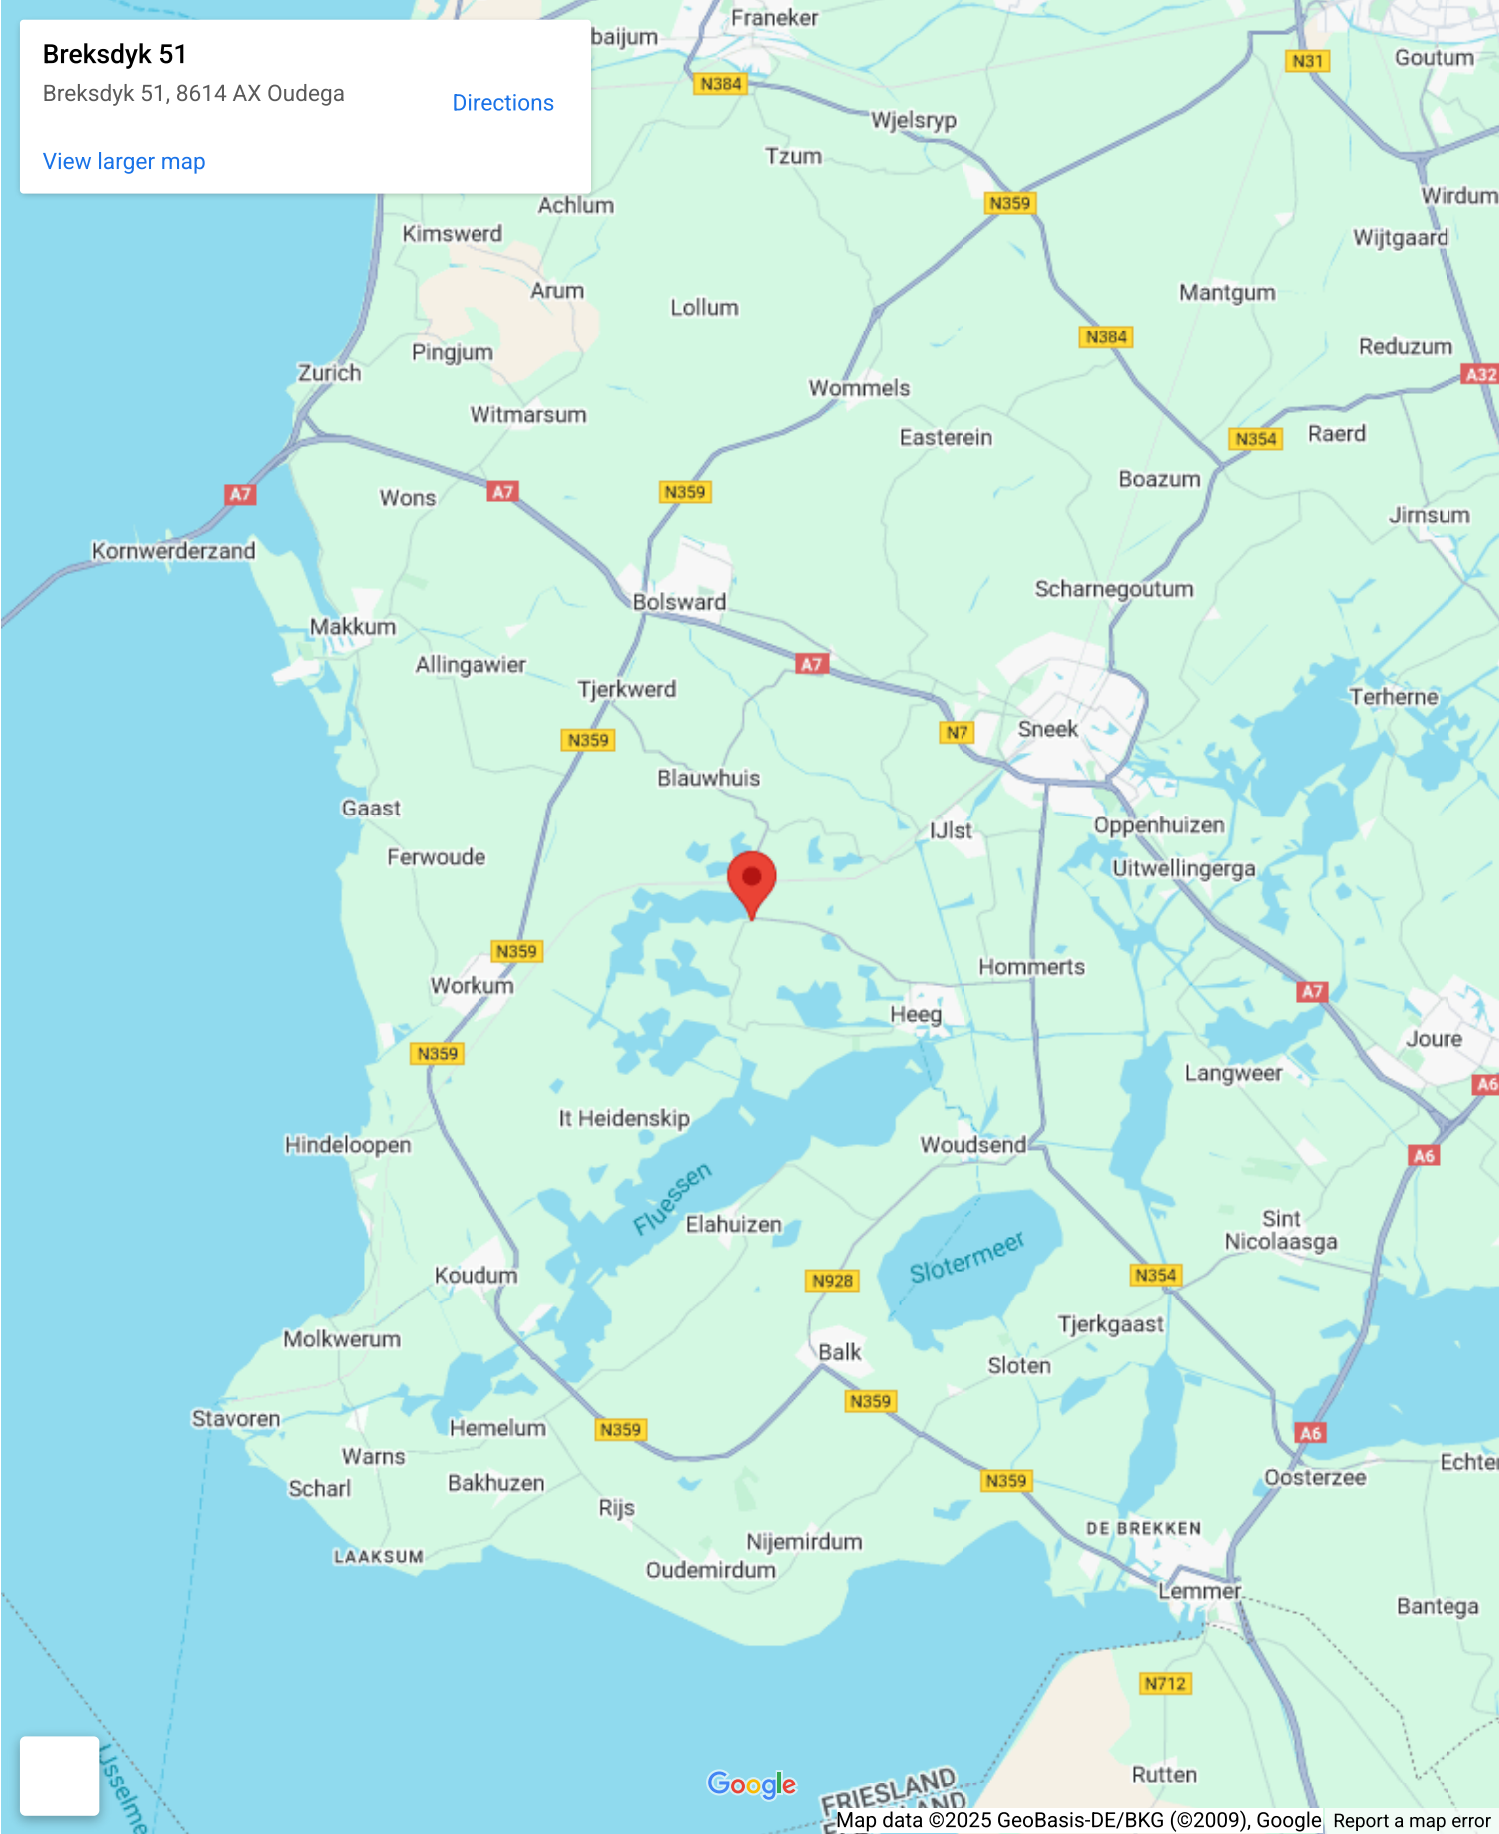 Breksdyk 51
Breksdyk 51, 8614 AX Oudega
Directions
View larger map
Franeker
baijum
N384
N31
Goutum
Wjelsryp
Tzum
Achlum
N359
Wirdum
Kimswerd
Wijtgaard
Arum
Lollum
Mantgum
N384
Pingjum
Reduzum
Zurich
A32
Wommels
Witmarsum
Easterein
N354
Raerd
Boazum
A7
Wons
A7
N359
Jirnsum
Kornwerderzand
Scharnegoutum
Bolsward
Makkum
Allingawier
A7
Tjerkwerd
Terherne
N359
N7
Sneek
Blauwhuis
Gaast
IJlst
Oppenhuizen
Ferwoude
Uitwellingerga
N359
Workum
Hommerts
A7
Heeg
Joure
N359
Langweer
A6
It Heidenskip
Hindeloopen
Woudsend
A6
Fluessen
Elahuizen
Sint
Nicolaasga
Slotermeer
Koudum
N928
N354
Molkwerum
Tjerkgaast
Balk
Sloten
Stavoren
N359
Hemelum
N359
A6
Warns
Bakhuzen
Scharl
N359
Echte
Oosterzee
Rijs
Nijemirdum
DE BREKKEN
LAAKSUM
Oudemirdum
Lemmer
Bantega
N712
IJsselme
Rutten
Google
FRIESLAND
Map data ©2025 GeoBasis-DE/BKG (©2009), Google
Report a map error